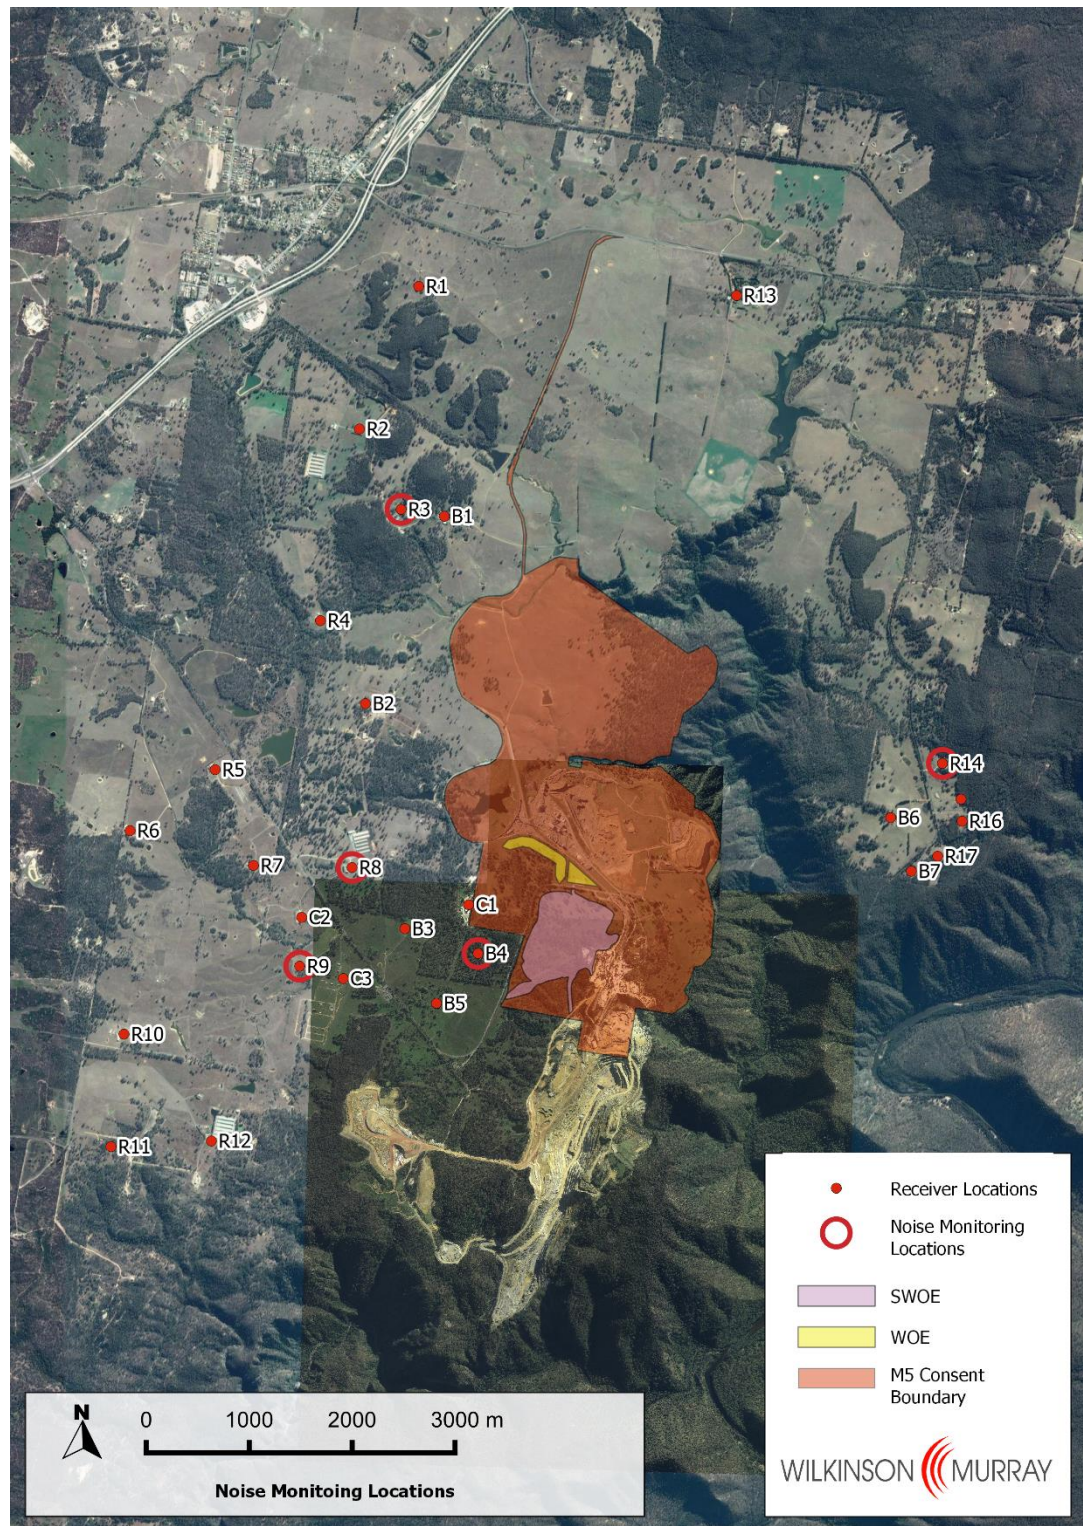 R1
R13
R2
R3
B1
R4
B2
R5
R14
R6
B6
R16
R7
R8
R17
B7
C1
C2
B3
B4
R9
C3
B5
R10
R11
R12
Receiver Locations
Noise Monitoring
Locations
SWOE
WOE
M5 Consent
Boundary
N
0 1000 2000 3000 m
Noise Monitoing Locations
WILKINSON MURRAY